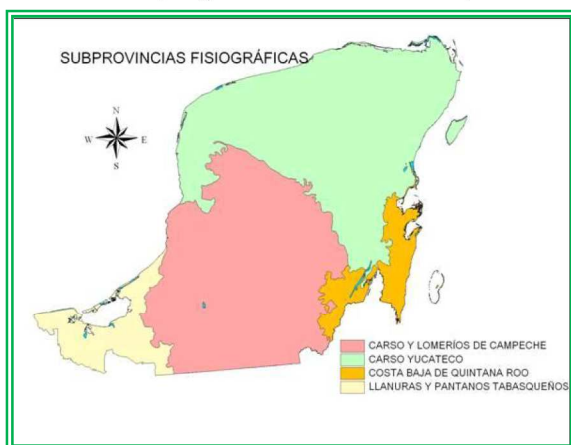 SUBPROVINCIAS FISIOGRÁFICAS
N
W E
S
CARSO Y LOMERÍOS DE CAMPECHE
CARSO YUCATECO
COSTA BAJA DE QUINTANA ROO
LLANURAS Y PANTANOS TABASQUEÑOS